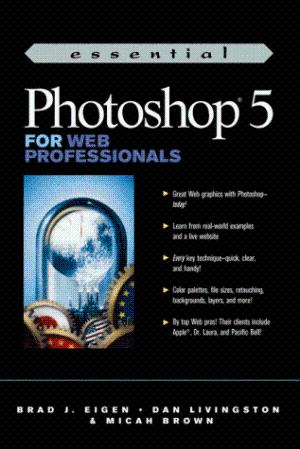 essential
Photoshop® 5
FOR WEB
PROFESSIONALS
Great Web graphics with Photoshop–
today!
Learn from real-world examples
and a live website
Every key technique–quick, clear,
and handy!
Color palettes, file sizes, retouching,
backgrounds, layers, and more!
By top Web pros! Their clients include
Apple®, Dr. Laura, and Pacific Bell!
BRAD J. EIGEN • DAN LIVINGSTON
& MICAH BROWN